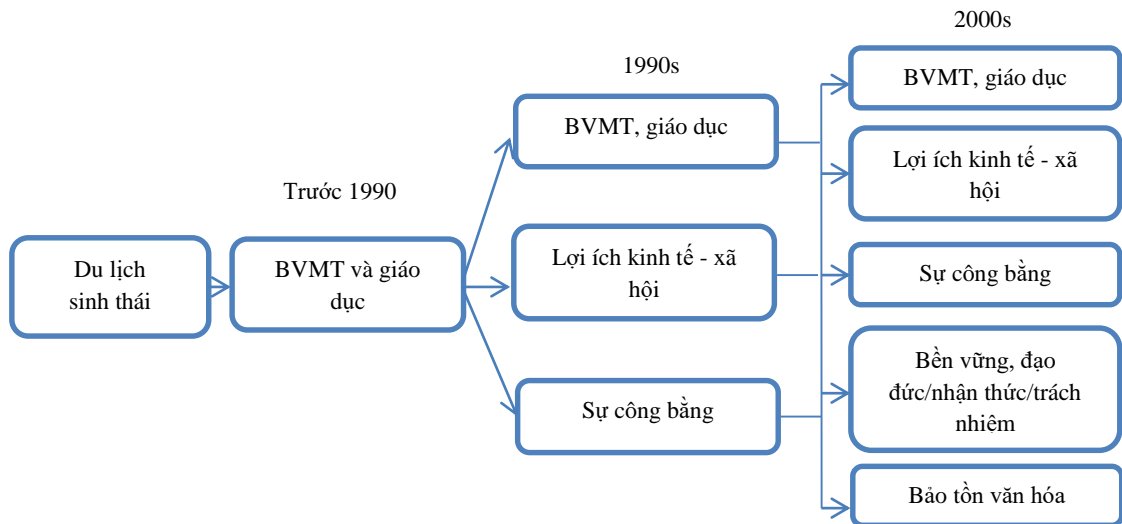 Du lịch
sinh thái
Trước 1990
BVMT và giáo
dục
1990s
BVMT, giáo dục
Lợi ích kinh tế - xã
hội
Sự công bằng
2000s
BVMT, giáo dục
Lợi ích kinh tế - xã
hội
Sự công bằng
Bền vững, đạo
đức/nhận thức/trách
nhiệm
Bảo tồn văn hóa